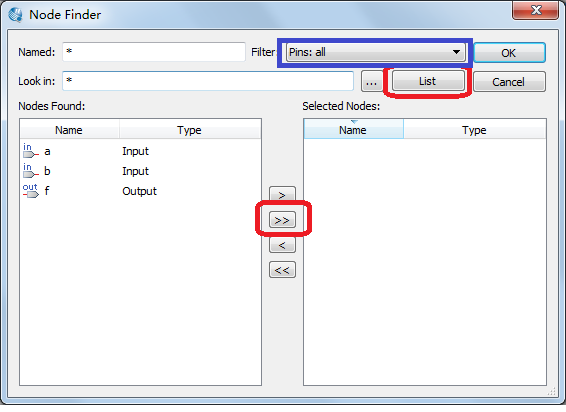 Node Finder
Named: * Filter Pins: all OK
Look in: * ... List Cancel
Nodes Found: Selected Nodes:
Name Type Name Type
in a Input
in b Input
out f Output
>
>>
<
<<